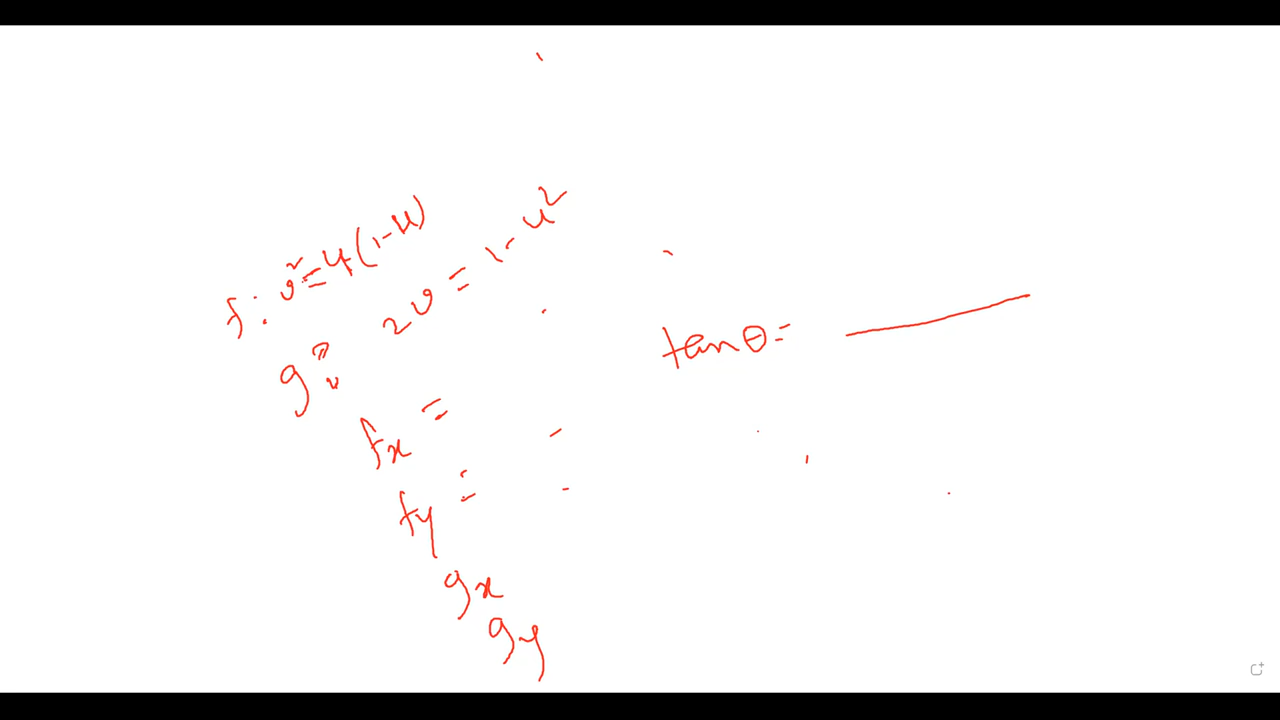 f: v² = 4(1-u)
g: 2v = 1-u²
tanθ =
fx =
fy =
gx
gy